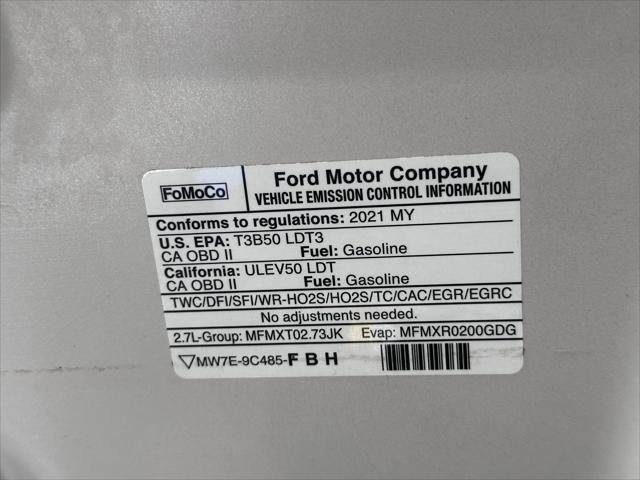 FoMoCo
Ford Motor Company
VEHICLE EMISSION CONTROL INFORMATION
Conforms to regulations: 2021 MY
U.S. EPA: T3B50 LDT3
CA OBD II Fuel: Gasoline
California: ULEV50 LDT
CA OBD II Fuel: Gasoline
TWC/DFI/SFI/WR-HO2S/HO2S/TC/CAC/EGR/EGRC
No adjustments needed.
2.7L-Group: MFMXT02.73JK Evap: MFMXR0200GDG
MW7E-9C485-F B H